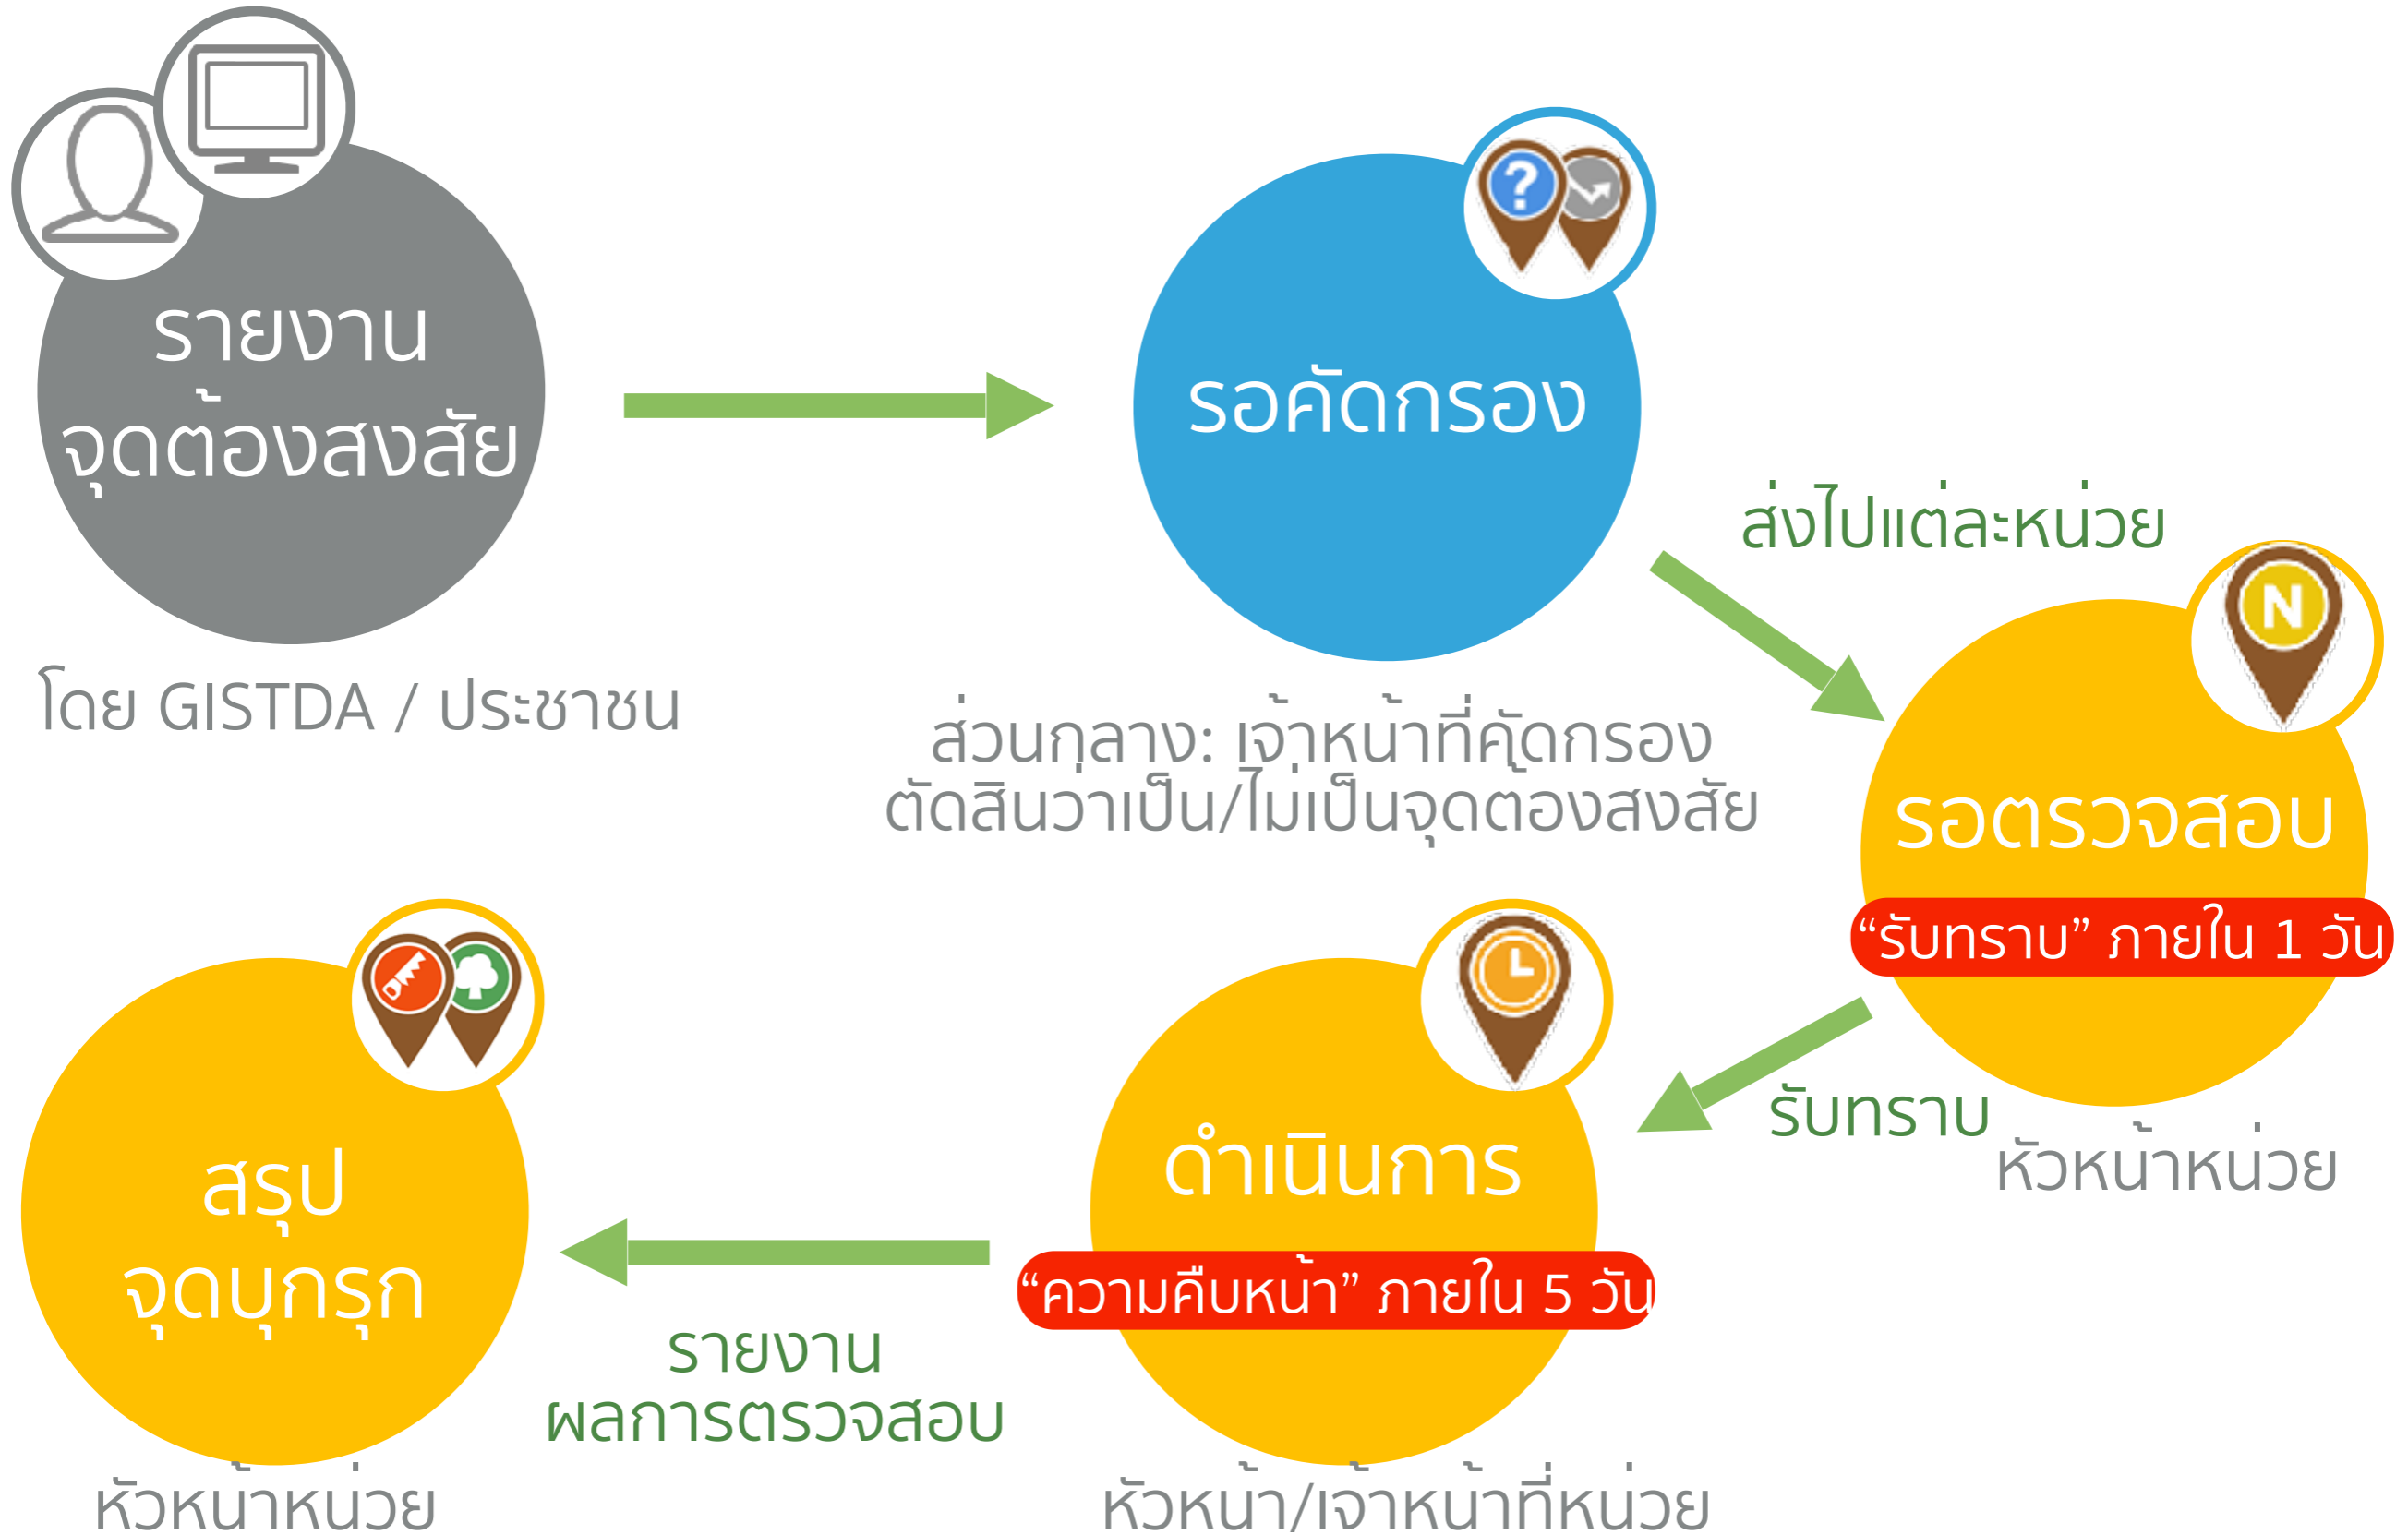 รายงาน
จุดต้องสงสัย
โดย GISTDA / ประชาชน
รอคัดกรอง
ส่วนกลาง: เจ้าหน้าที่คัดกรอง
ตัดสินว่าเป็น/ไม่เป็นจุดต้องสงสัย
ส่งไปแต่ละหน่วย
N
รอตรวจสอบ
“รับทราบ” ภายใน 1 วัน
หัวหน้าหน่วย
รับทราบ
ดำเนินการ
“ความคืบหน้า” ภายใน 5 วัน
หัวหน้า/เจ้าหน้าที่หน่วย
รายงาน
ผลการตรวจสอบ
สรุป
จุดบุกรุก
หัวหน้าหน่วย